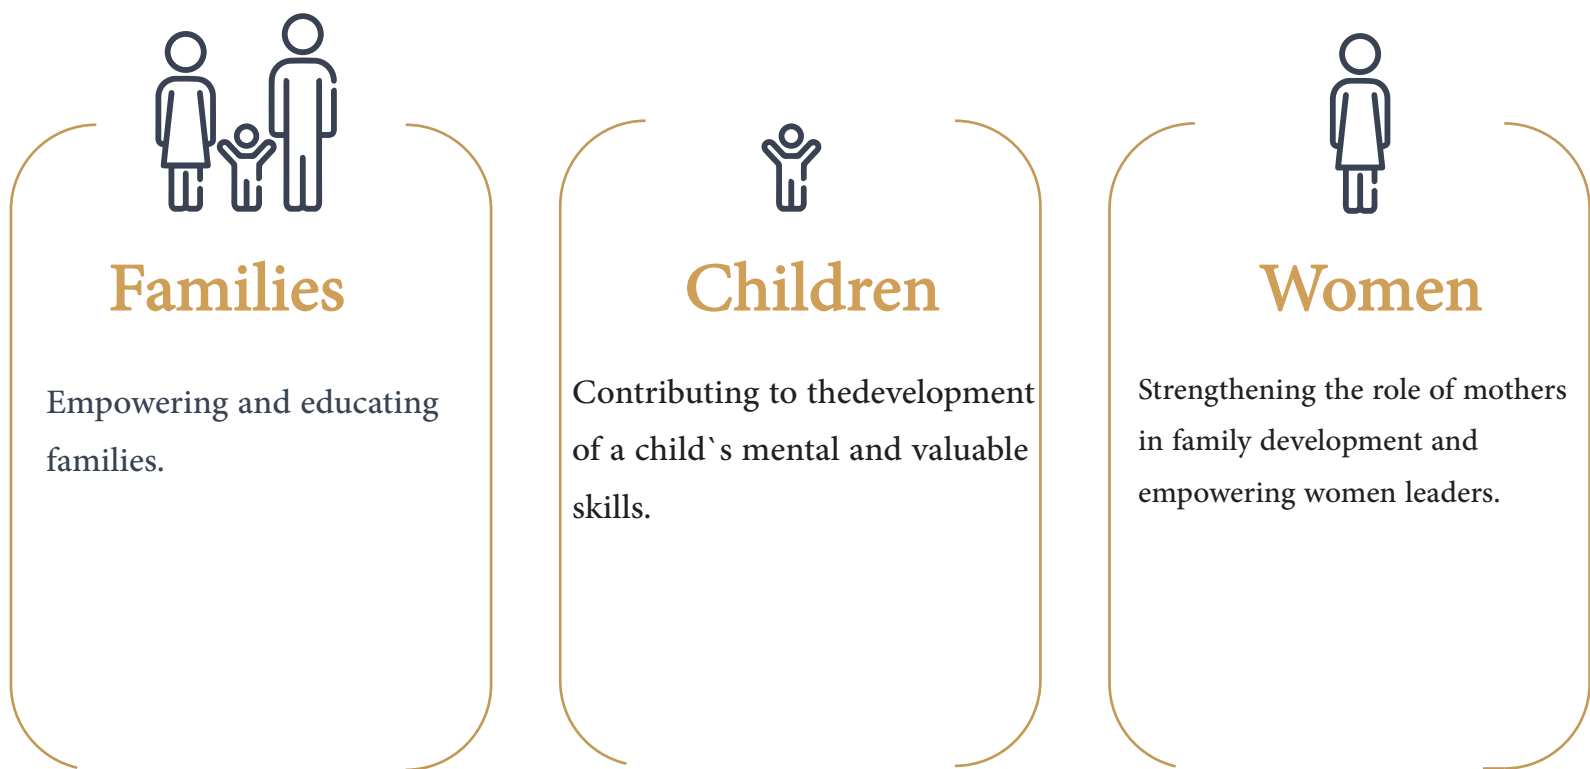 Families
Empowering and educating
families.
Children
Contributing to thedevelopment
of a child`s mental and valuable
skills.
Women
Strengthening the role of mothers
in family development and
empowering women leaders.